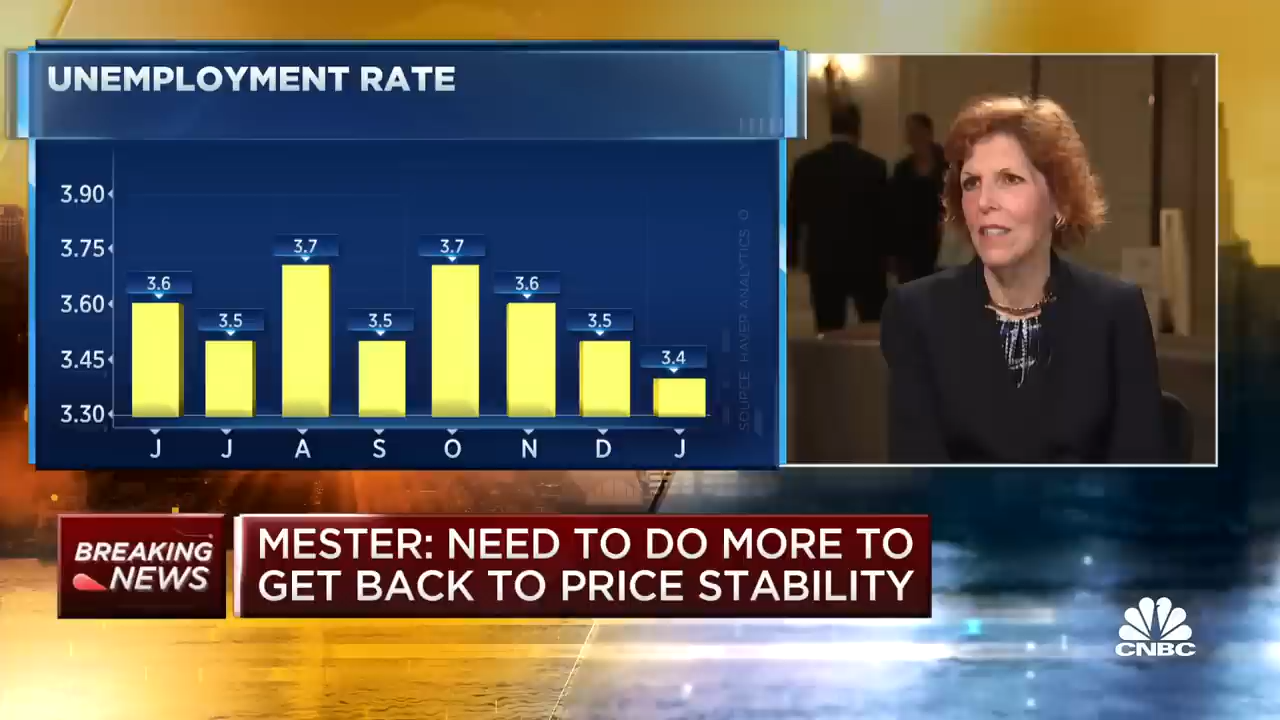 UNEMPLOYMENT RATE
3.90
3.75
3.60
3.45
3.30
3.6
3.5
3.7
3.5
3.7
3.6
3.5
3.4
J J A S O N D J
SOURCE: HAVER ANALYTICS
BREAKING
NEWS
MESTER: NEED TO DO MORE TO
GET BACK TO PRICE STABILITY
CNBC